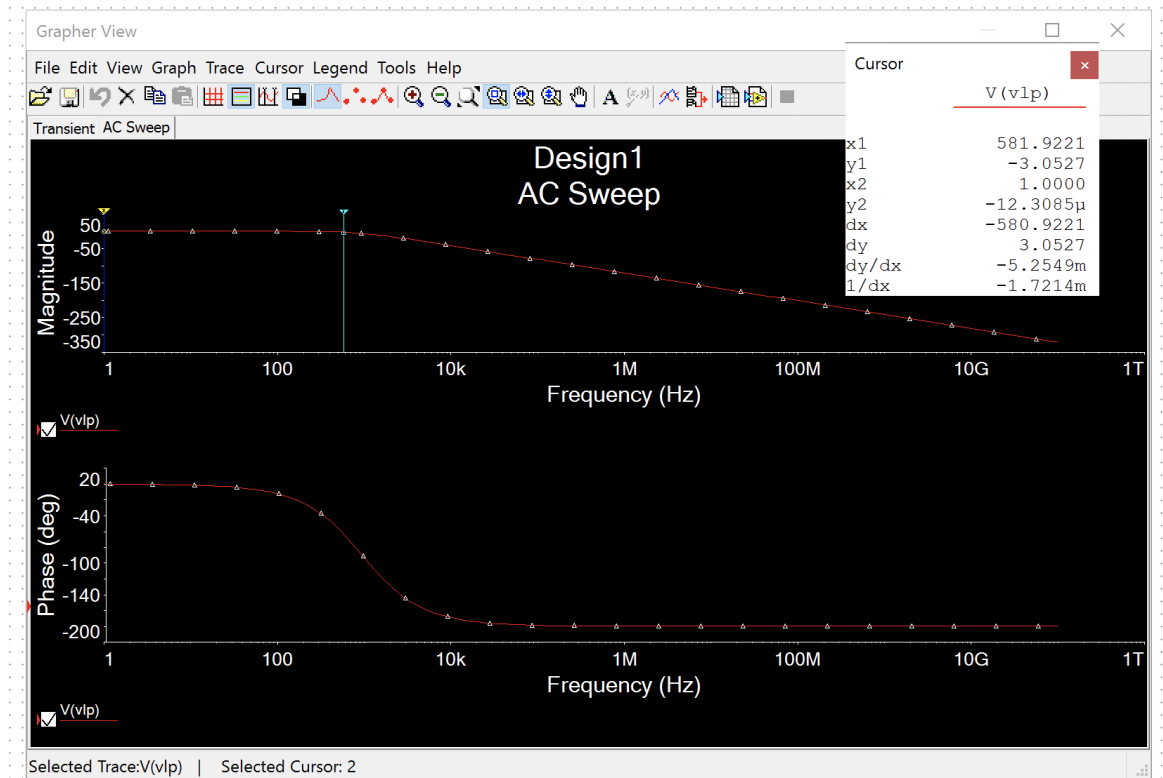 Grapher View
File Edit View Graph Trace Cursor Legend Tools Help
Transient AC Sweep
Cursor
V(vlp)
x1 581.9221
y1 -3.0527
x2 1.0000
y2 -12.3085µ
dx -580.9221
dy 3.0527
dy/dx -5.2549m
1/dx -1.7214m
Design1
AC Sweep
Magnitude
50
-50
-150
-250
-350
1 100 10k 1M 100M 10G 1T
Frequency (Hz)
V(vlp)
Phase (deg)
20
-40
-100
-140
-200
1 100 10k 1M 100M 10G 1T
Frequency (Hz)
V(vlp)
Selected Trace:V(vlp) | Selected Cursor: 2